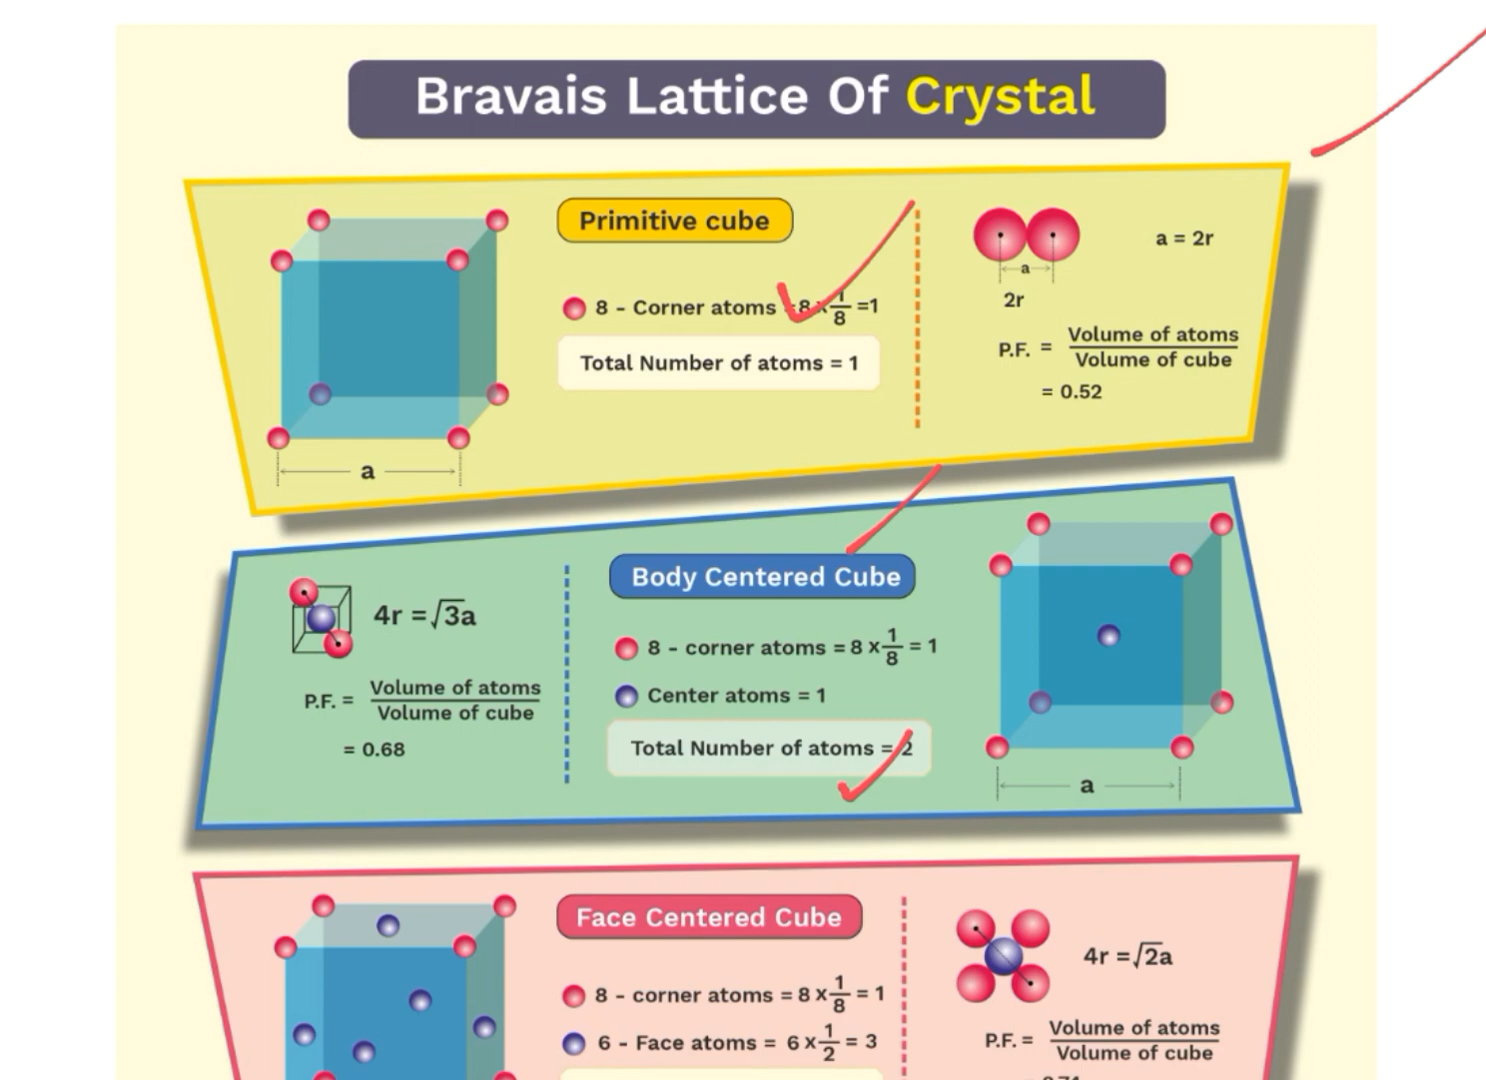 Bravais Lattice Of Crystal
Primitive cube
8 - Corner atoms = 8 × 1/8 =1
Total Number of atoms = 1
a
a = 2r
a
2r
P.F. = Volume of atoms / Volume of cube
= 0.52
Body Centered Cube
4r = √3a
P.F. = Volume of atoms / Volume of cube
= 0.68
8 - corner atoms = 8 x 1/8 = 1
Center atoms = 1
Total Number of atoms = 2
a
Face Centered Cube
8 - corner atoms = 8 x 1/8 = 1
6 - Face atoms = 6 x 1/2 = 3
4r = √2a
P.F. = Volume of atoms / Volume of cube